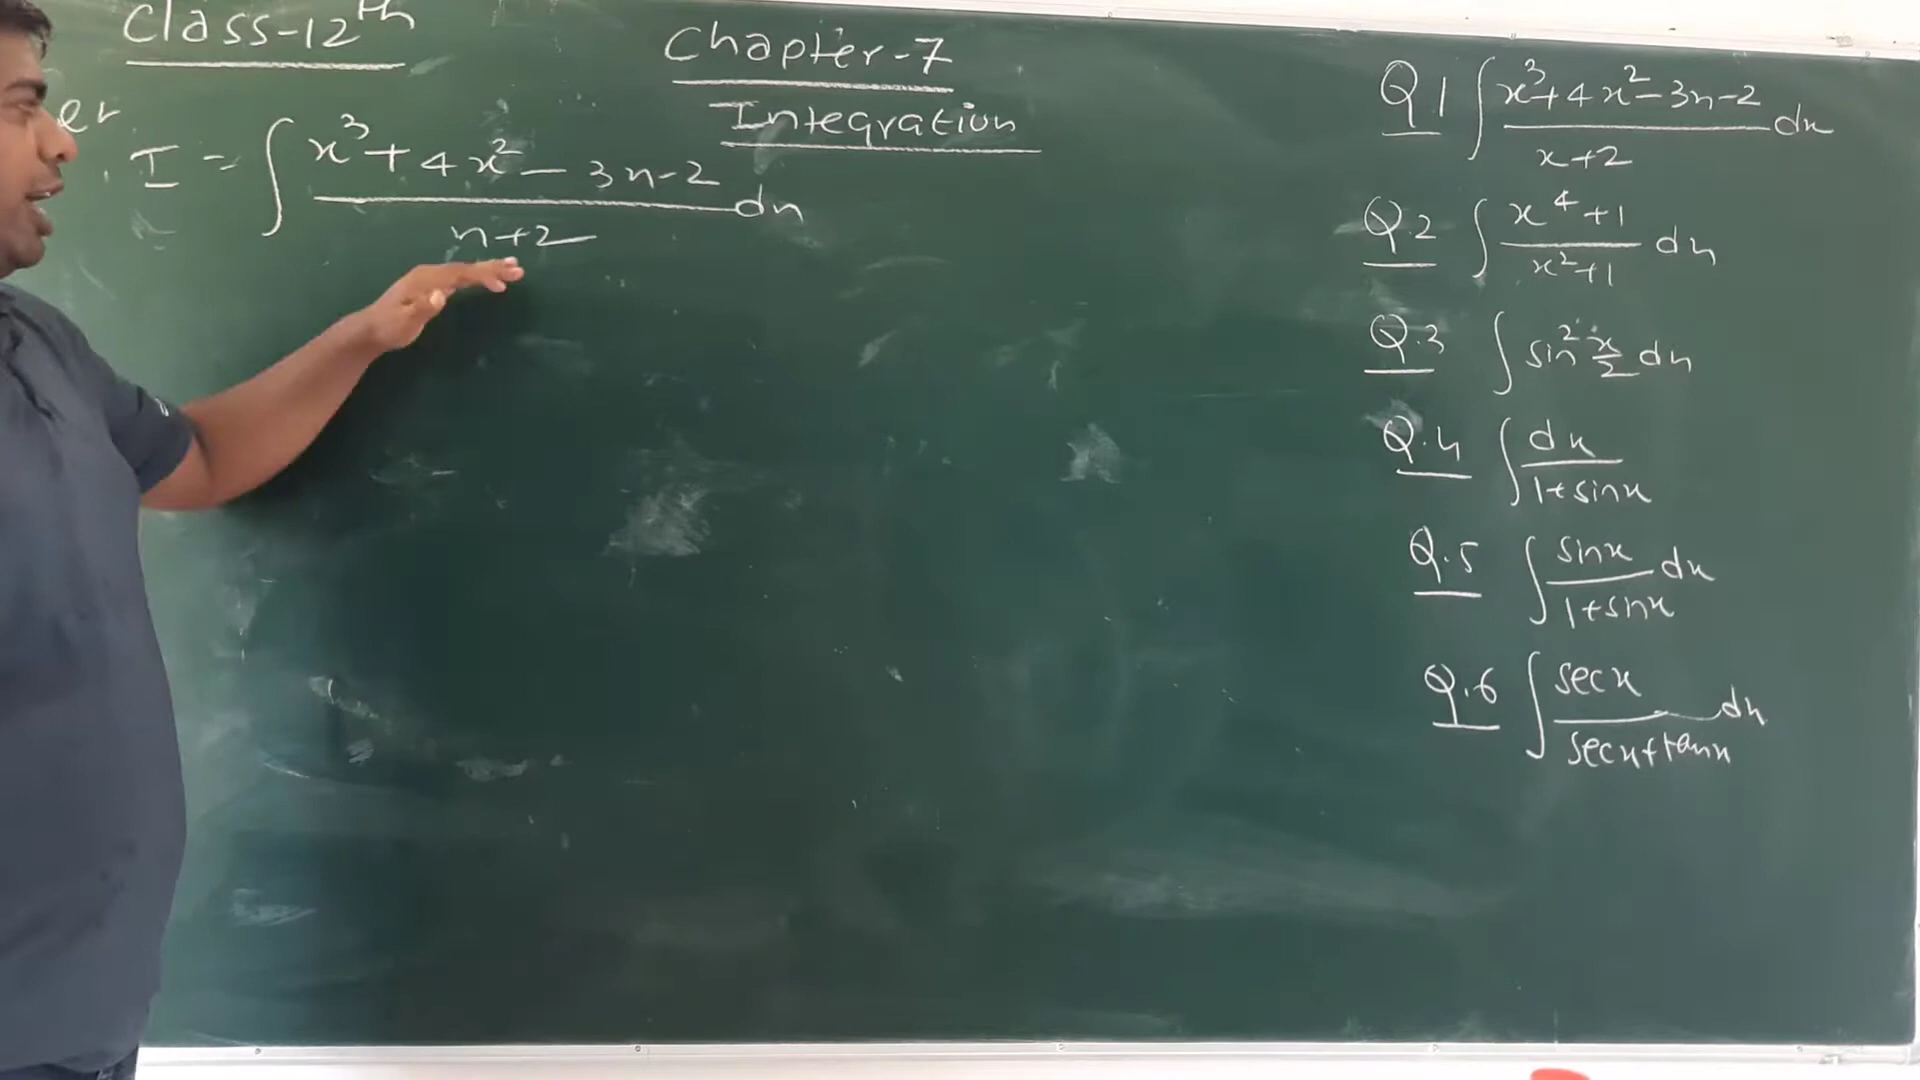 Class-12th
Chapter-7
Integration
I = ∫ x³ + 4x² - 3x - 2 / x+2 dx
Q.1 ∫ x³ + 4x² - 3x - 2 / x+2 dx
Q.2 ∫ x⁴ + 1 / x² + 1 dx
Q.3 ∫ sin² x/2 dx
Q.4 ∫ dx / 1+sinx
Q.5 ∫ sinx / 1+sinx dx
Q.6 ∫ secx / secx+tanx dx